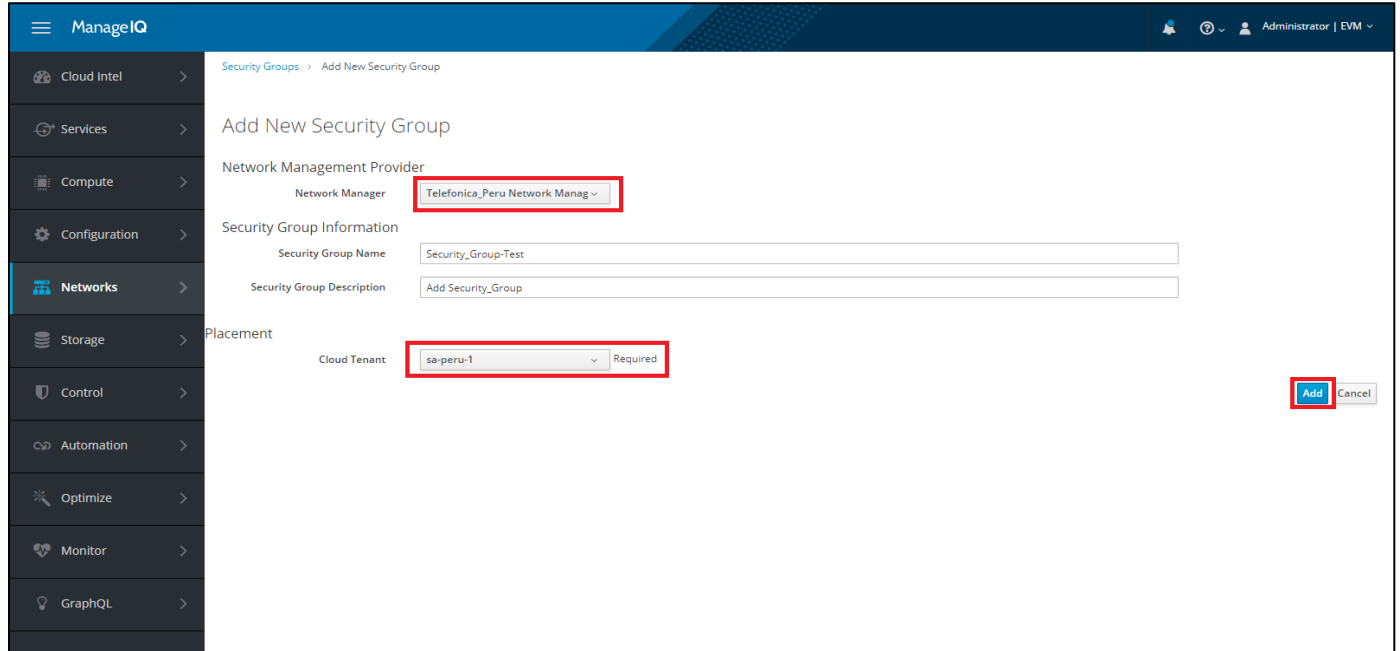 ManageIQ
Administrator | EVM
Cloud Intel
Services
Compute
Configuration
Networks
Storage
Control
Automation
Optimize
Monitor
GraphQL
Security Groups > Add New Security Group
Add New Security Group
Network Management Provider
Network Manager Telefonica_Peru Network Manag
Security Group Information
Security Group Name Security_Group-Test
Security Group Description Add Security_Group
Placement
Cloud Tenant sa-peru-1 Required
Add Cancel